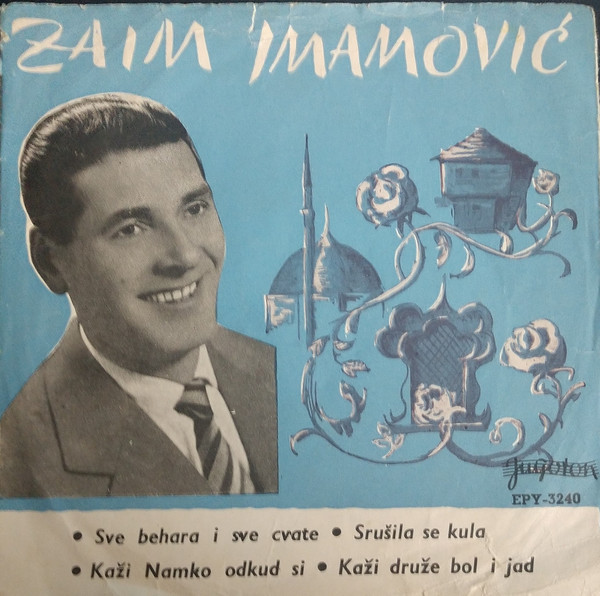 ZAIM IMAMOVIĆ
Jugoton
EPY-3240
• Sve behara i sve cvate • Srušila se kula
• Kaži Namko odkud si • Kaži druže bol i jad